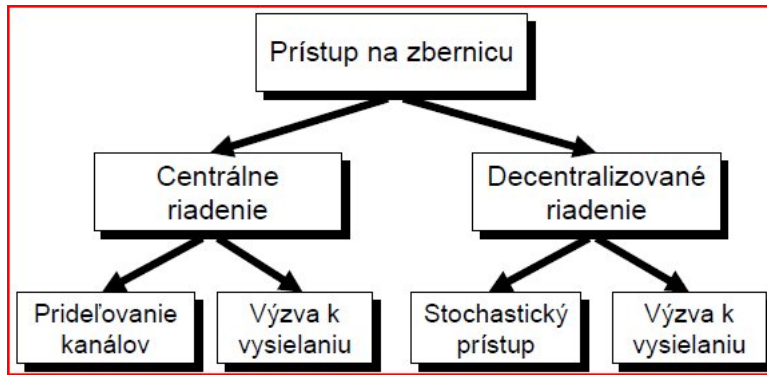 Prístup na zbernicu
Centrálne
riadenie
Decentralizované
riadenie
Prideľovanie
kanálov
Výzva k
vysielaniu
Stochastický
prístup
Výzva k
vysielaniu